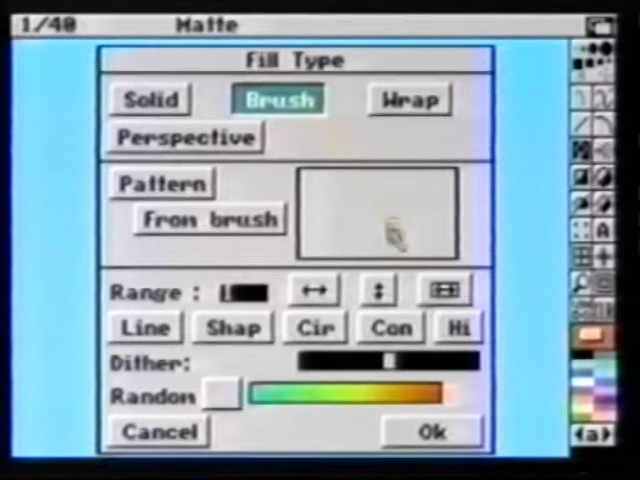 1/40 Matte
Fill Type
Solid Brush Wrap
Perspective
Pattern
From brush
Range :
Line Shap Cir Con Hi
Dither:
Random
Cancel Ok
A
(a)